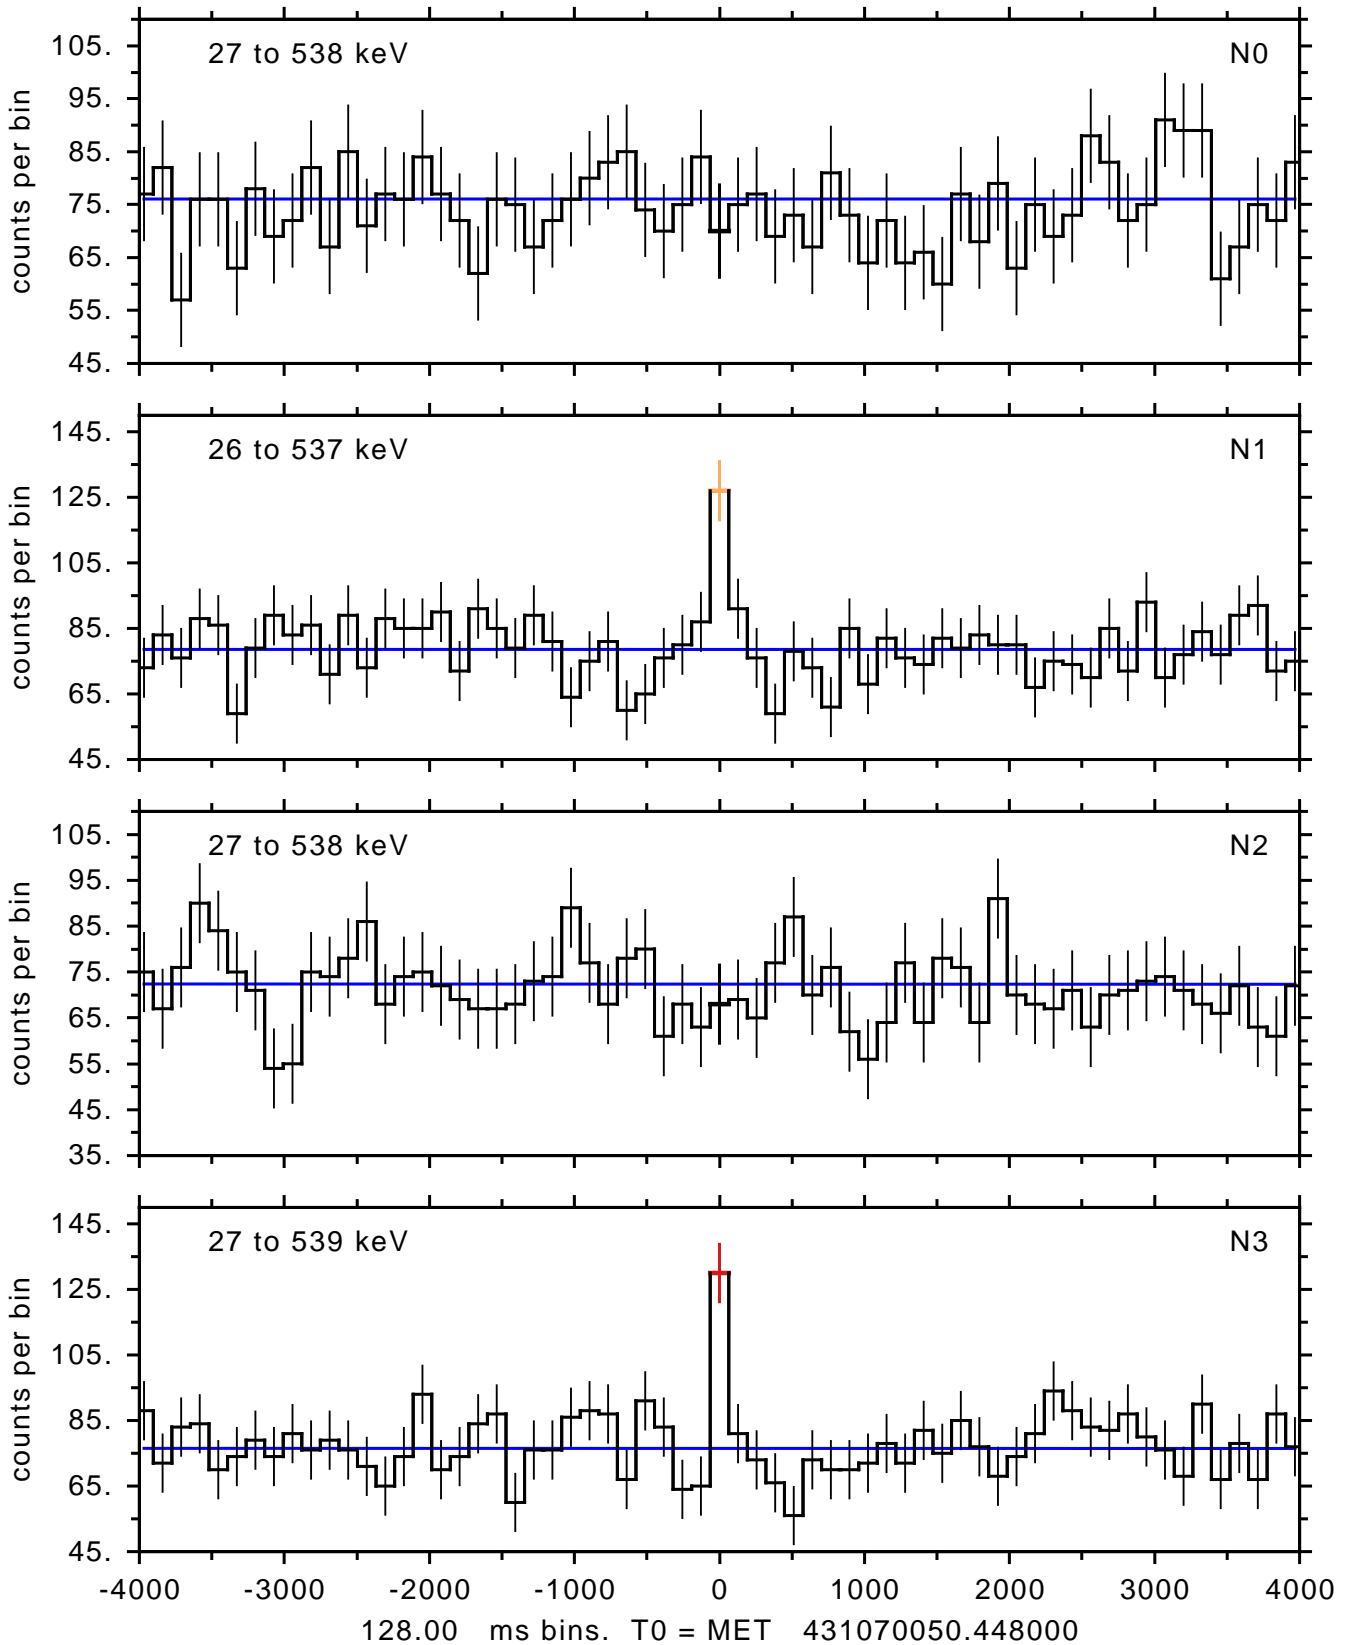 27 to 538 keV N0
105.
95.
85.
75.
65.
55.
45.
counts per bin
26 to 537 keV N1
145.
125.
105.
85.
65.
45.
counts per bin
27 to 538 keV N2
105.
95.
85.
75.
65.
55.
45.
35.
counts per bin
27 to 539 keV N3
145.
125.
105.
85.
65.
45.
counts per bin
-4000 -3000 -2000 -1000 0 1000 2000 3000 4000
128.00 ms bins. T0 = MET 431070050.448000